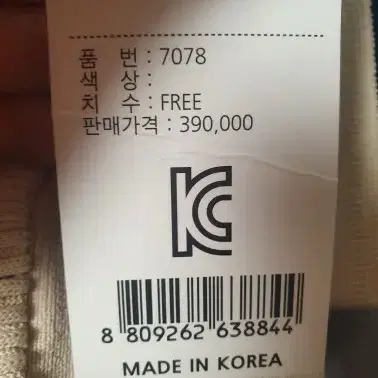 품 번 : 7078
색 상 :
치 수 : FREE
판매가격 : 390,000
KC
8 809262 638844
MADE IN KOREA